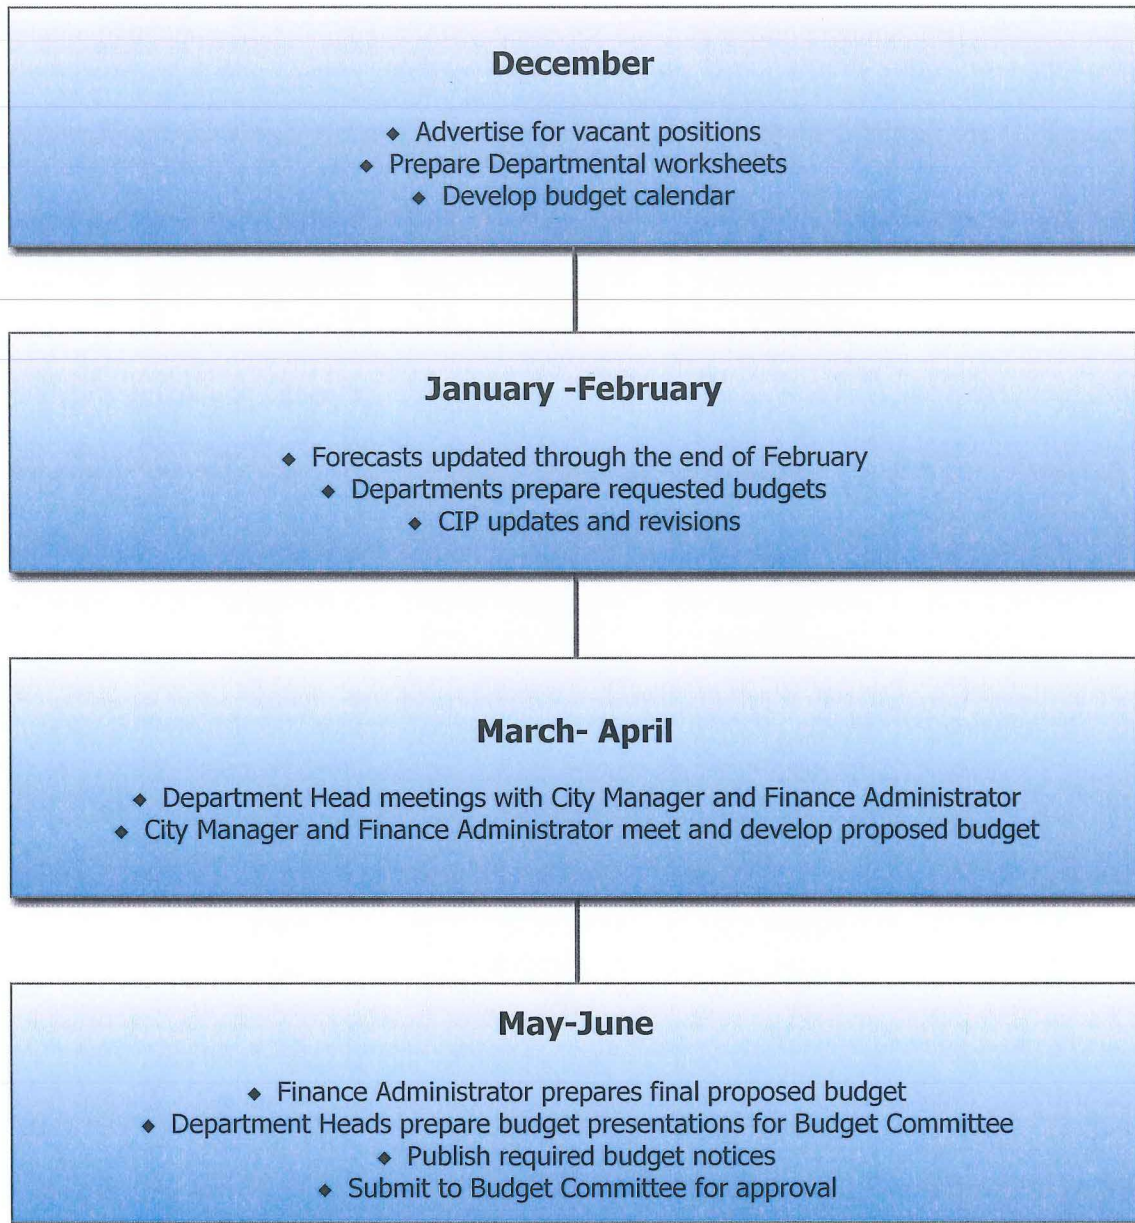 December
◆ Advertise for vacant positions
◆ Prepare Departmental worksheets
◆ Develop budget calendar
January -February
◆ Forecasts updated through the end of February
◆ Departments prepare requested budgets
◆ CIP updates and revisions
March- April
◆ Department Head meetings with City Manager and Finance Administrator
◆ City Manager and Finance Administrator meet and develop proposed budget
May-June
◆ Finance Administrator prepares final proposed budget
◆ Department Heads prepare budget presentations for Budget Committee
◆ Publish required budget notices
◆ Submit to Budget Committee for approval